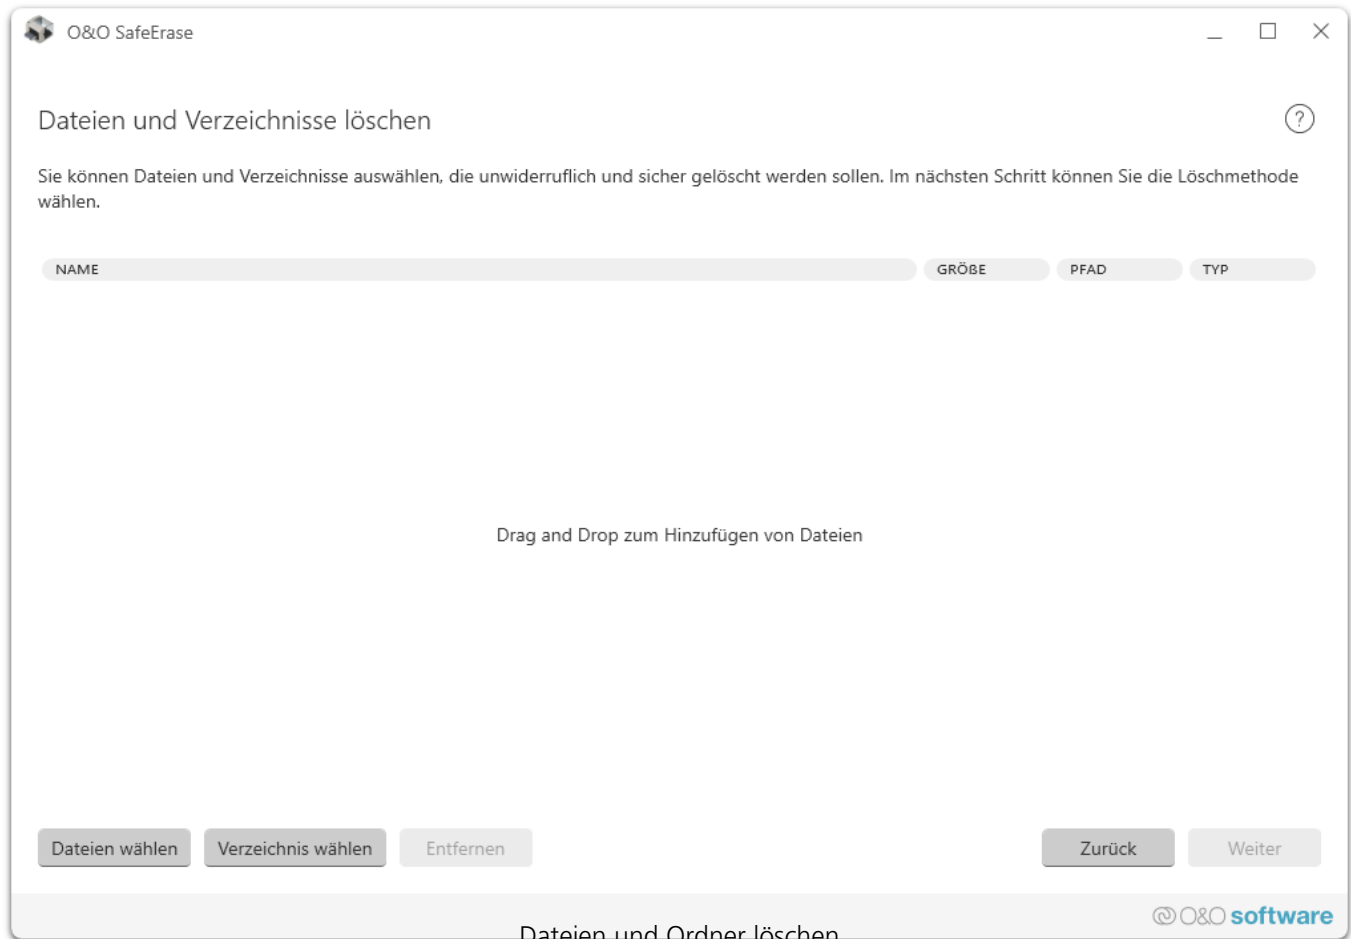 O&O SafeErase
Dateien und Verzeichnisse löschen
?
Sie können Dateien und Verzeichnisse auswählen, die unwiderruflich und sicher gelöscht werden sollen. Im nächsten Schritt können Sie die Löschmethode
wählen.
NAME GRÖßE PFAD TYP
Drag and Drop zum Hinzufügen von Dateien
Dateien wählen Verzeichnis wählen Entfernen Zurück Weiter
O&O software
Dateien und Ordner löschen